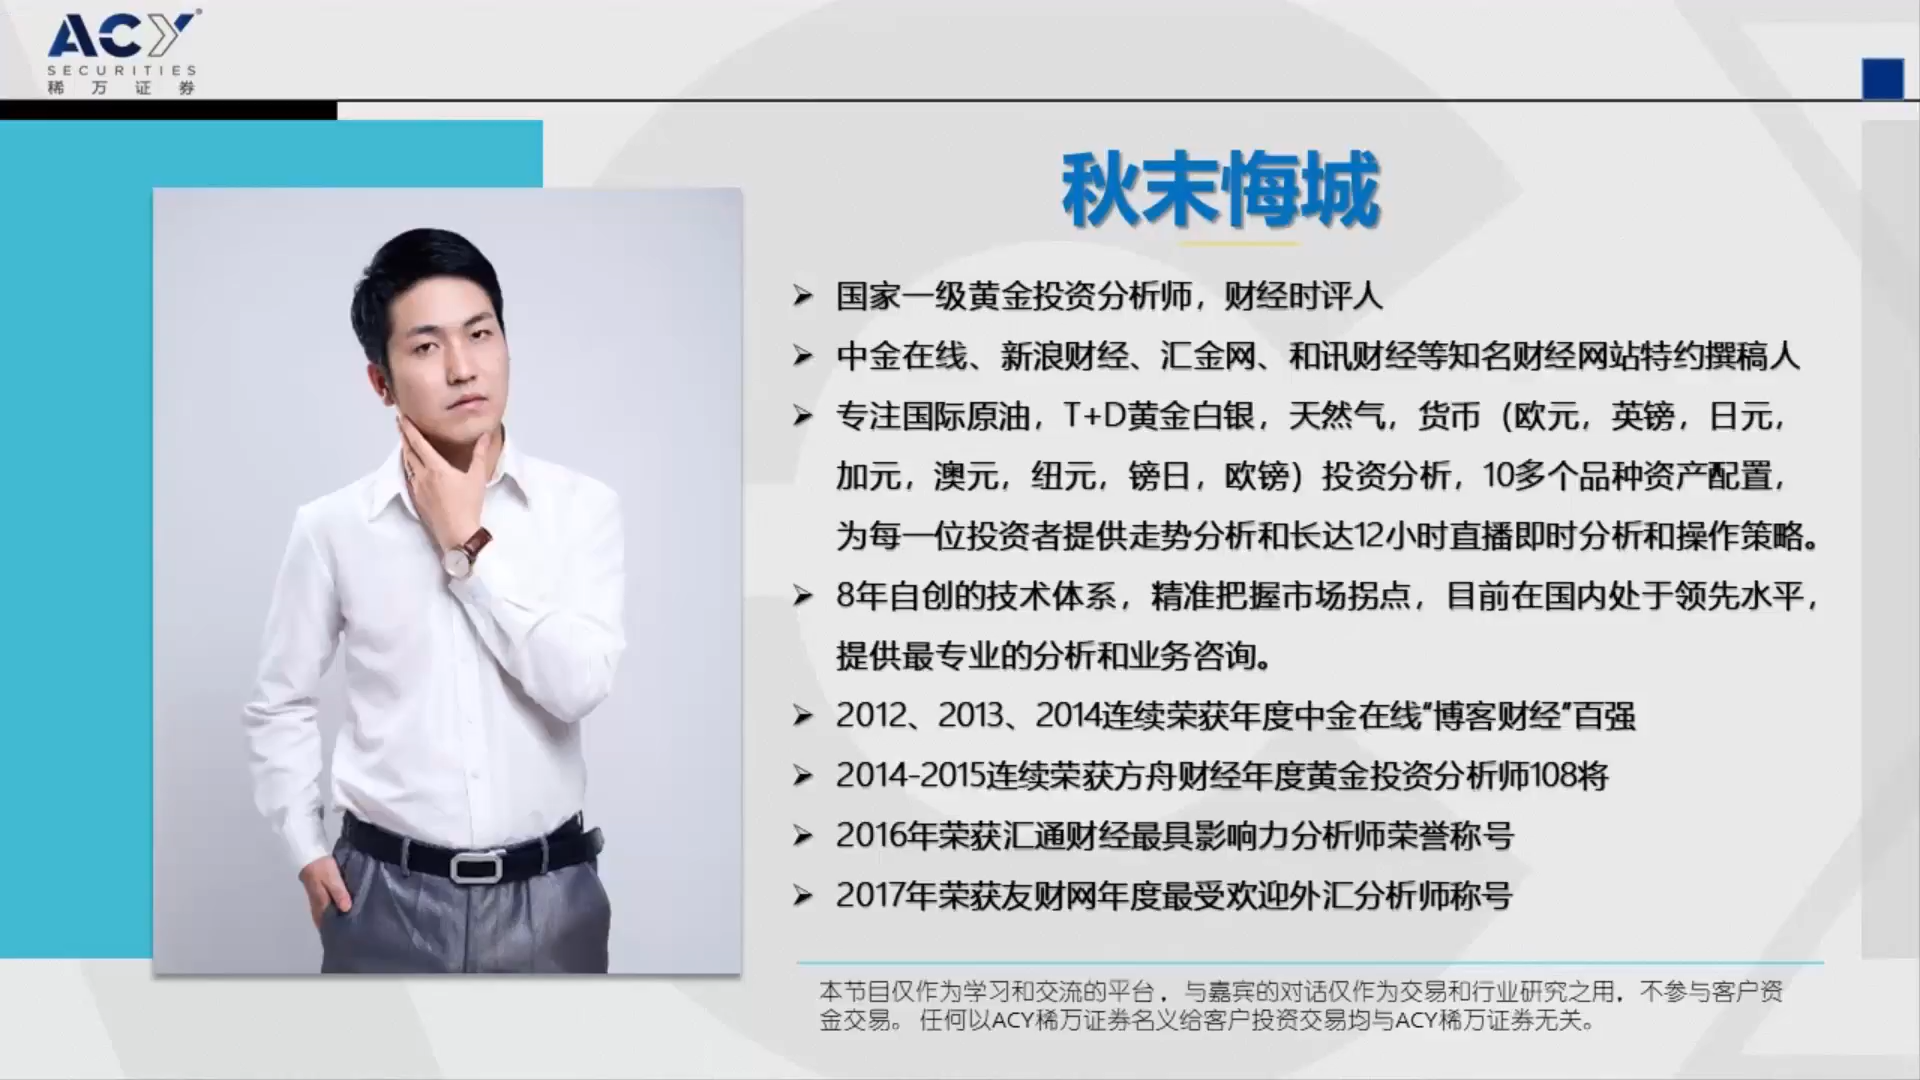 ACY
SECURITIES
稀万证券
秋末悔城
国家一级黄金投资分析师，财经时评人
中金在线、新浪财经、汇金网、和讯财经等知名财经网站特约撰稿人
专注国际原油，T+D黄金白银，天然气，货币（欧元，英镑，日元，
加元，澳元，纽元，镑日，欧镑）投资分析，10多个品种资产配置，
为每一位投资者提供走势分析和长达12小时直播即时分析和操作策略。
8年自创的技术体系，精准把握市场拐点，目前在国内处于领先水平，
提供最专业的分析和业务咨询。
2012、2013、2014连续荣获年度中金在线"博客财经"百强
2014-2015连续荣获方舟财经年度黄金投资分析师108将
2016年荣获汇通财经最具影响力分析师荣誉称号
2017年荣获友财网年度最受欢迎外汇分析师称号
本节目仅作为学习和交流的平台，与嘉宾的对话仅作为交易和行业研究之用，不参与客户资
金交易。任何以ACY稀万证券名义给客户投资交易均与ACY稀万证券无关。